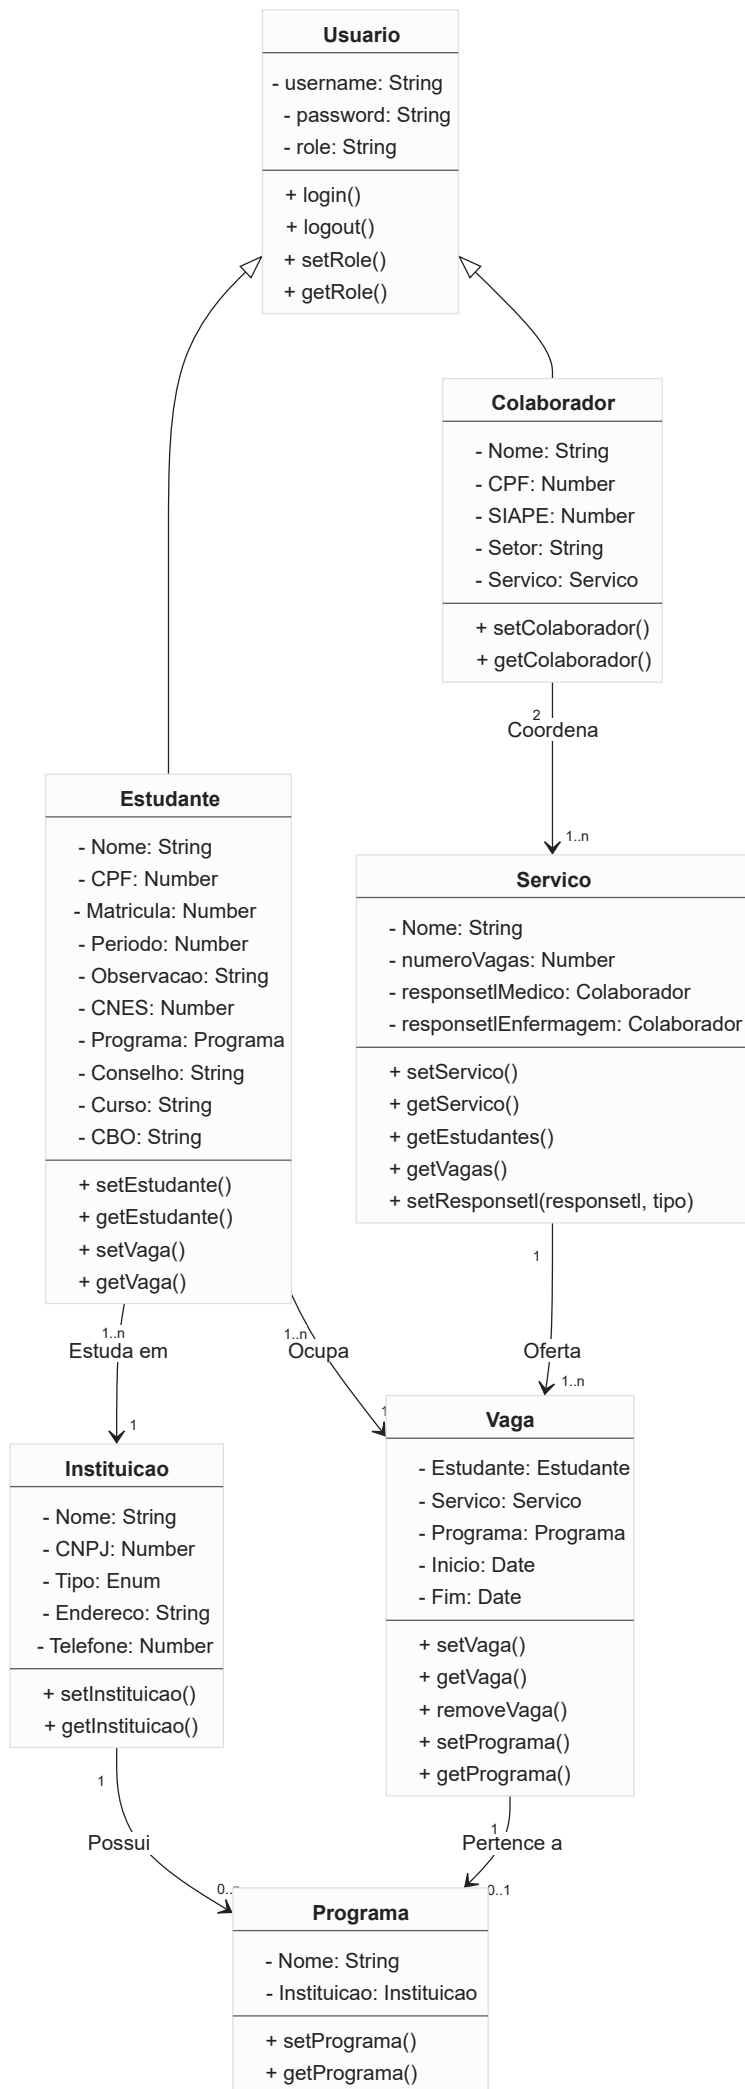 Usuario
- username: String
- password: String
- role: String
+ login()
+ logout()
+ setRole()
+ getRole()
Colaborador
- Nome: String
- CPF: Number
- SIAPE: Number
- Setor: String
- Servico: Servico
+ setColaborador()
+ getColaborador()
2
Coordena
1..n
Estudante
- Nome: String
- CPF: Number
- Matricula: Number
- Periodo: Number
- Observacao: String
- CNES: Number
- Programa: Programa
- Conselho: String
- Curso: String
- CBO: String
+ setEstudante()
+ getEstudante()
+ setVaga()
+ getVaga()
Servico
- Nome: String
- numeroVagas: Number
- responsetlMedico: Colaborador
- responsetlEnfermagem: Colaborador
+ setServico()
+ getServico()
+ getEstudantes()
+ getVagas()
+ setResponsetl(responsetl, tipo)
1..n
Estuda em
1
1..n
Ocupa
1
1
Oferta
1..n
Instituicao
- Nome: String
- CNPJ: Number
- Tipo: Enum
- Endereco: String
- Telefone: Number
+ setInstituicao()
+ getInstituicao()
Vaga
- Estudante: Estudante
- Servico: Servico
- Programa: Programa
- Inicio: Date
- Fim: Date
+ setVaga()
+ getVaga()
+ removeVaga()
+ setPrograma()
+ getPrograma()
1
Possui
1
Pertence a
0..1
Programa
- Nome: String
- Instituicao: Instituicao
+ setPrograma()
+ getPrograma()